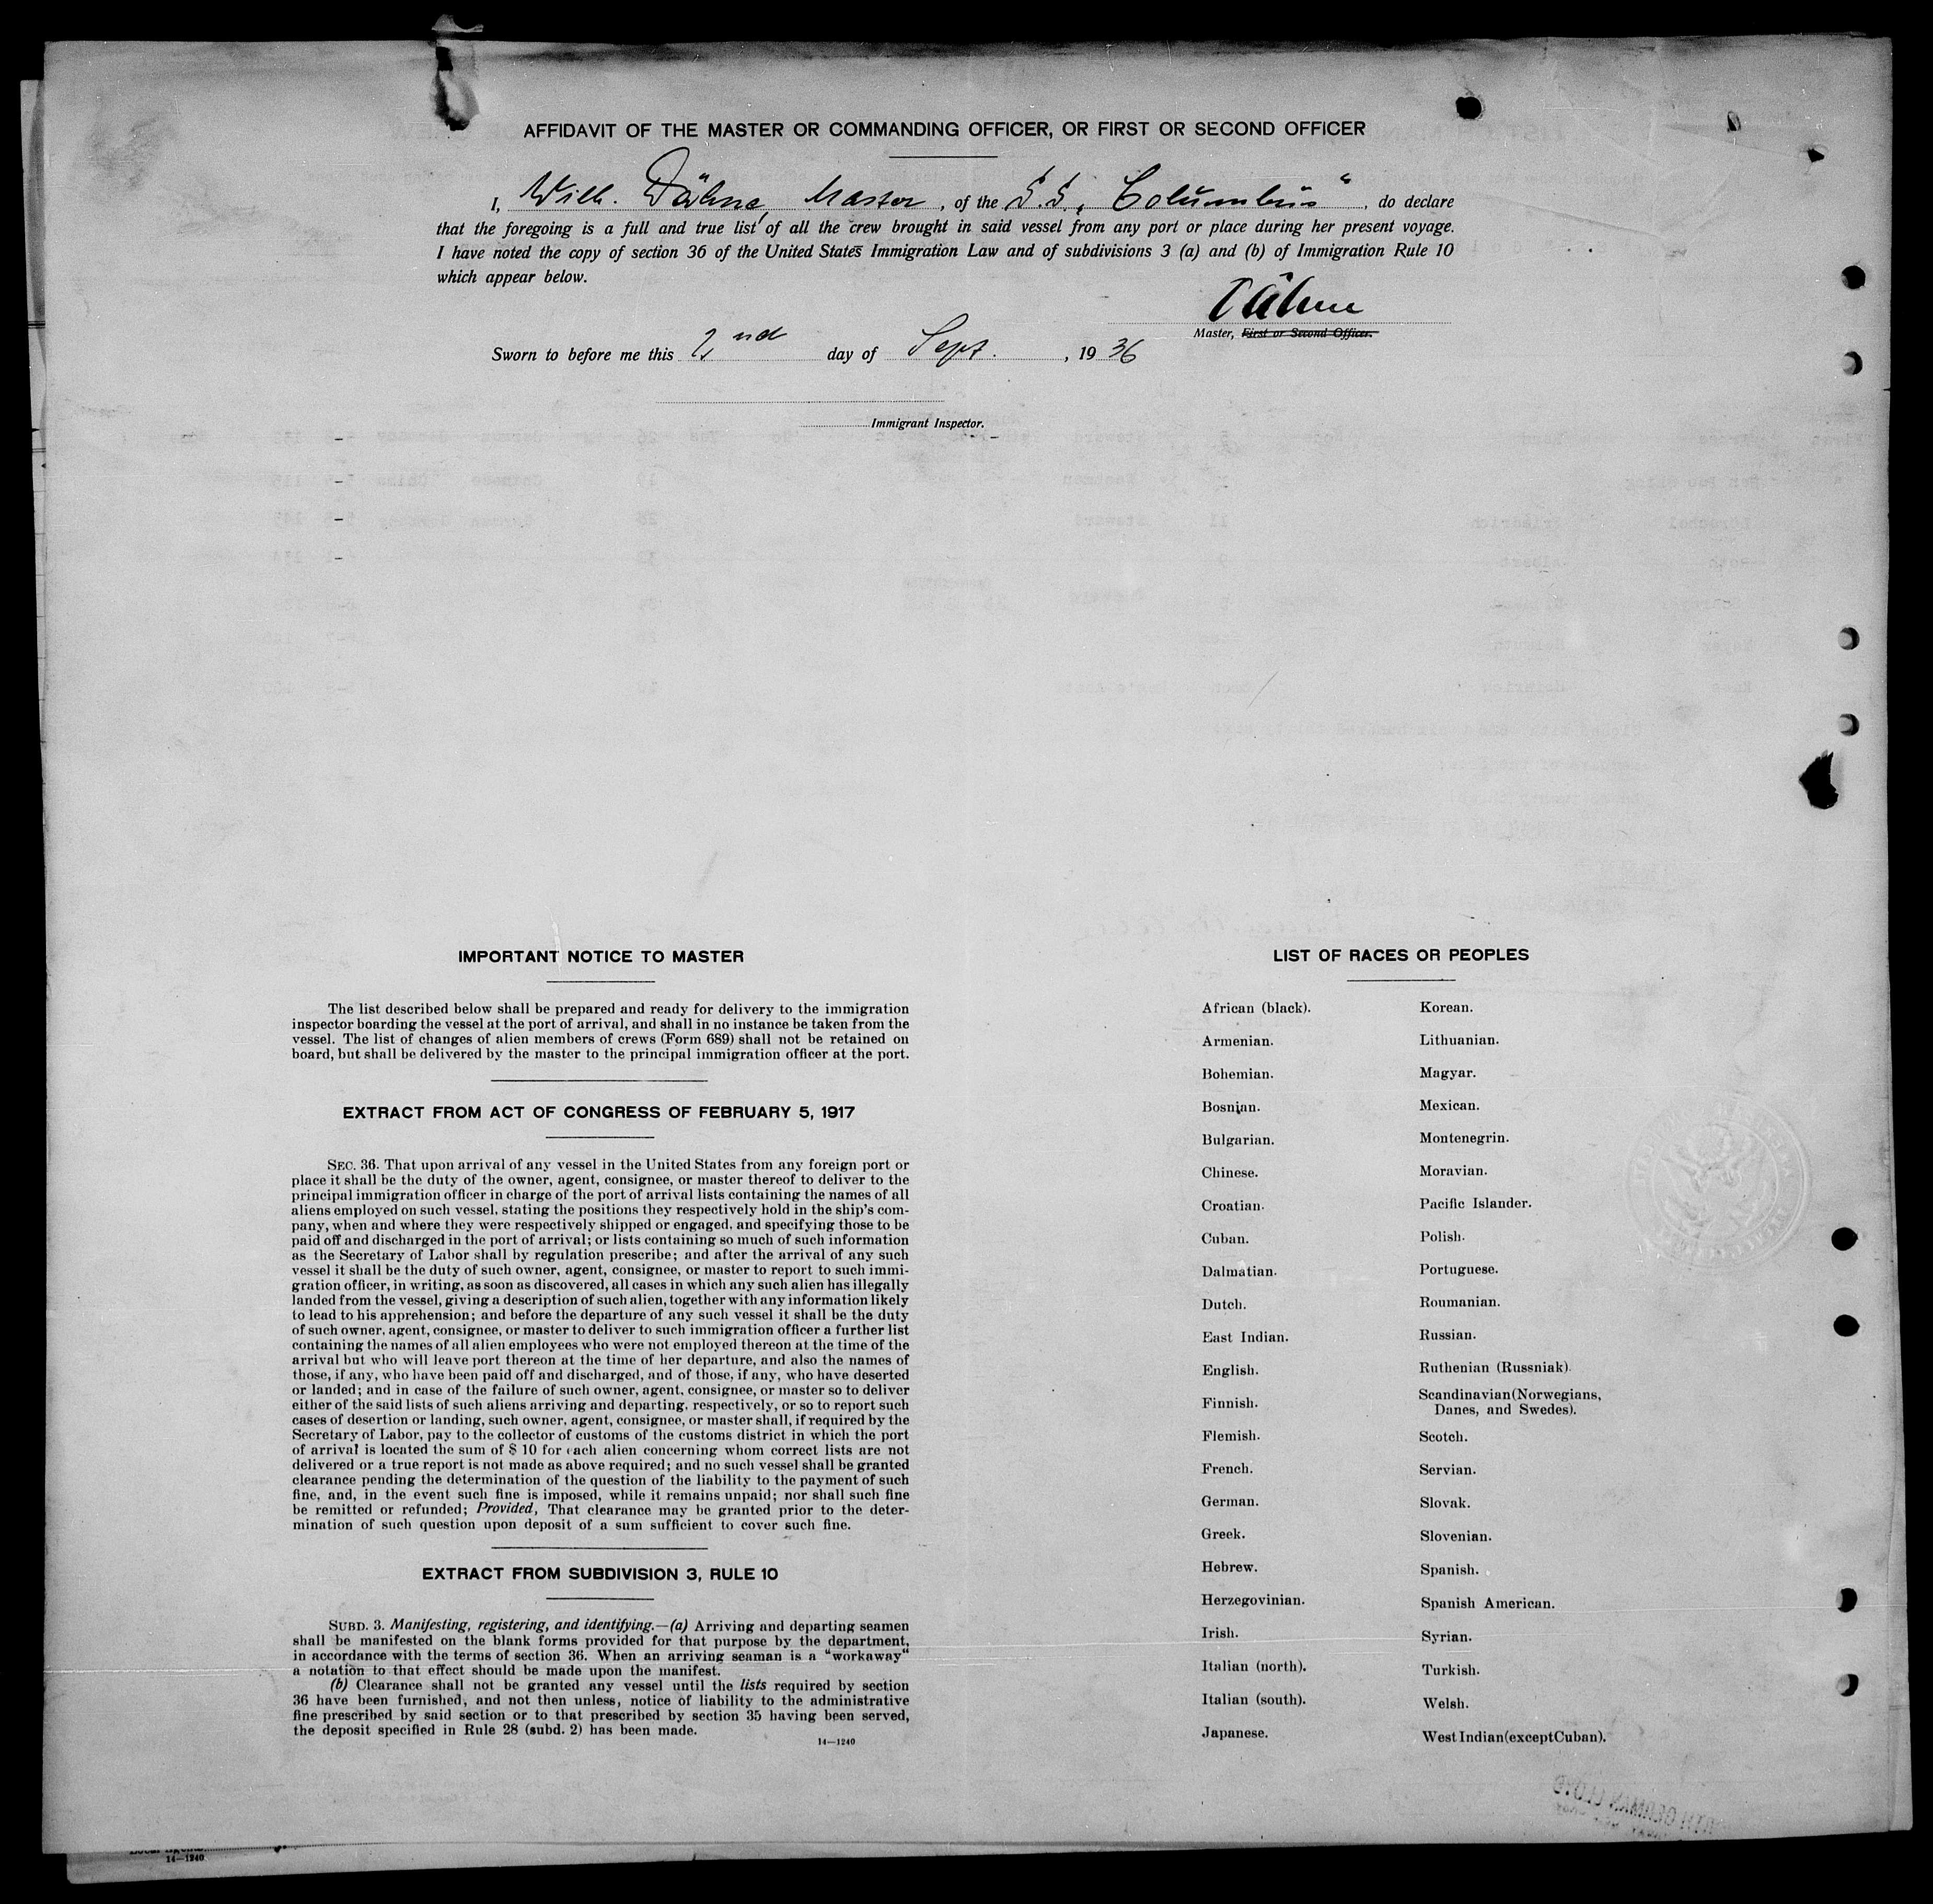 AFFIDAVIT OF THE MASTER OR COMMANDING OFFICER, OR FIRST OR SECOND OFFICER
I, Wilh. Dähne, Master, of the S.S. „Columbus“, do declare
that the foregoing is a full and true list of all the crew brought in said vessel from any port or place during her present voyage.
I have noted the copy of section 36 of the United States Immigration Law and of subdivisions 3 (a) and (b) of Immigration Rule 10
which appear below.
Dähne
Master, First or Second Officer.
Sworn to before me this 2nd day of Sept., 1936
Immigrant Inspector.
IMPORTANT NOTICE TO MASTER
The list described below shall be prepared and ready for delivery to the immigration
inspector boarding the vessel at the port of arrival, and shall in no instance be taken from the
vessel. The list of changes of alien members of crews (Form 689) shall not be retained on
board, but shall be delivered by the master to the principal immigration officer at the port.
EXTRACT FROM ACT OF CONGRESS OF FEBRUARY 5, 1917
SEC. 36. That upon arrival of any vessel in the United States from any foreign port or
place it shall be the duty of the owner, agent, consignee, or master thereof to deliver to the
principal immigration officer in charge of the port of arrival lists containing the names of all
aliens employed on such vessel, stating the positions they respectively hold in the ship's com-
pany, when and where they were respectively shipped or engaged, and specifying those to be
paid off and discharged in the port of arrival; or lists containing so much of such information
as the Secretary of Labor shall by regulation prescribe; and after the arrival of any such
vessel it shall be the duty of such owner, agent, consignee, or master to report to such immi-
gration officer, in writing, as soon as discovered, all cases in which any such alien has illegally
landed from the vessel, giving a description of such alien, together with any information likely
to lead to his apprehension; and before the departure of any such vessel it shall be the duty
of such owner, agent, consignee, or master to deliver to such immigration officer a further list
containing the names of all alien employees who were not employed thereon at the time of the
arrival but who will leave port thereon at the time of her departure, and also the names of
those, if any, who have been paid off and discharged, and of those, if any, who have deserted
or landed; and in case of the failure of such owner, agent, consignee, or master so to deliver
either of the said lists of such aliens arriving and departing, respectively, or so to report such
cases of desertion or landing, such owner, agent, consignee, or master shall, if required by the
Secretary of Labor, pay to the collector of customs of the customs district in which the port
of arrival is located the sum of $ 10 for each alien concerning whom correct lists are not
delivered or a true report is not made as above required; and no such vessel shall be granted
clearance pending the determination of the question of the liability to the payment of such
fine, and, in the event such fine is imposed, while it remains unpaid; nor shall such fine
be remitted or refunded; Provided, That clearance may be granted prior to the deter-
mination of such question upon deposit of a sum sufficient to cover such fine.
EXTRACT FROM SUBDIVISION 3, RULE 10
SUBD. 3. Manifesting, registering, and identifying.—(a) Arriving and departing seamen
shall be manifested on the blank forms provided for that purpose by the department,
in accordance with the terms of section 36. When an arriving seaman is a "workaway"
a notation to that effect should be made upon the manifest.
(b) Clearance shall not be granted any vessel until the lists required by section
36 have been furnished, and not then unless, notice of liability to the administrative
fine prescribed by said section or to that prescribed by section 35 having been served,
the deposit specified in Rule 28 (subd. 2) has been made.
14—1240
LIST OF RACES OR PEOPLES
African (black).
Armenian.
Bohemian.
Bosnian.
Bulgarian.
Chinese.
Croatian.
Cuban.
Dalmatian.
Dutch.
East Indian.
English.
Finnish.
Flemish.
French.
German.
Greek.
Hebrew.
Herzegovinian.
Irish.
Italian (north).
Italian (south).
Japanese.
Korean.
Lithuanian.
Magyar.
Mexican.
Montenegrin.
Moravian.
Pacific Islander.
Polish.
Portuguese.
Roumanian.
Russian.
Ruthenian (Russniak).
Scandinavian (Norwegians,
Danes, and Swedes).
Scotch.
Servian.
Slovak.
Slovenian.
Spanish.
Spanish American.
Syrian.
Turkish.
Welsh.
West Indian (except Cuban).
14—1240